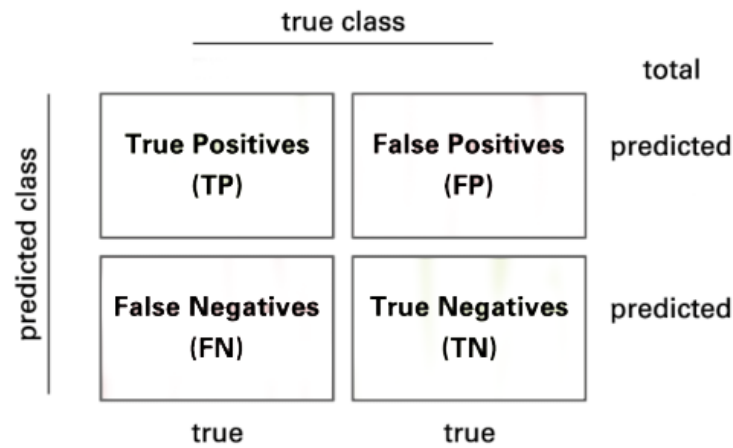 true class
total
predicted class
True Positives
(TP)
False Positives
(FP)
predicted
False Negatives
(FN)
True Negatives
(TN)
predicted
true
true